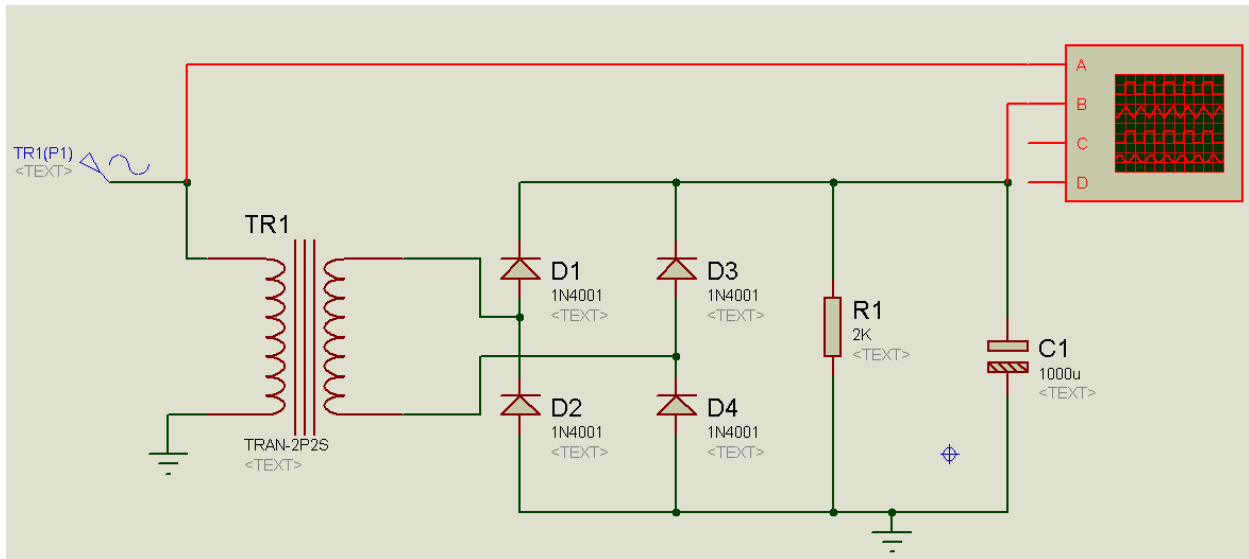 A
B
C
D
TR1(P1)
<TEXT>
TR1
TRAN-2P2S
<TEXT>
D1
1N4001
<TEXT>
D3
1N4001
<TEXT>
R1
2K
<TEXT>
C1
1000u
<TEXT>
D2
1N4001
<TEXT>
D4
1N4001
<TEXT>